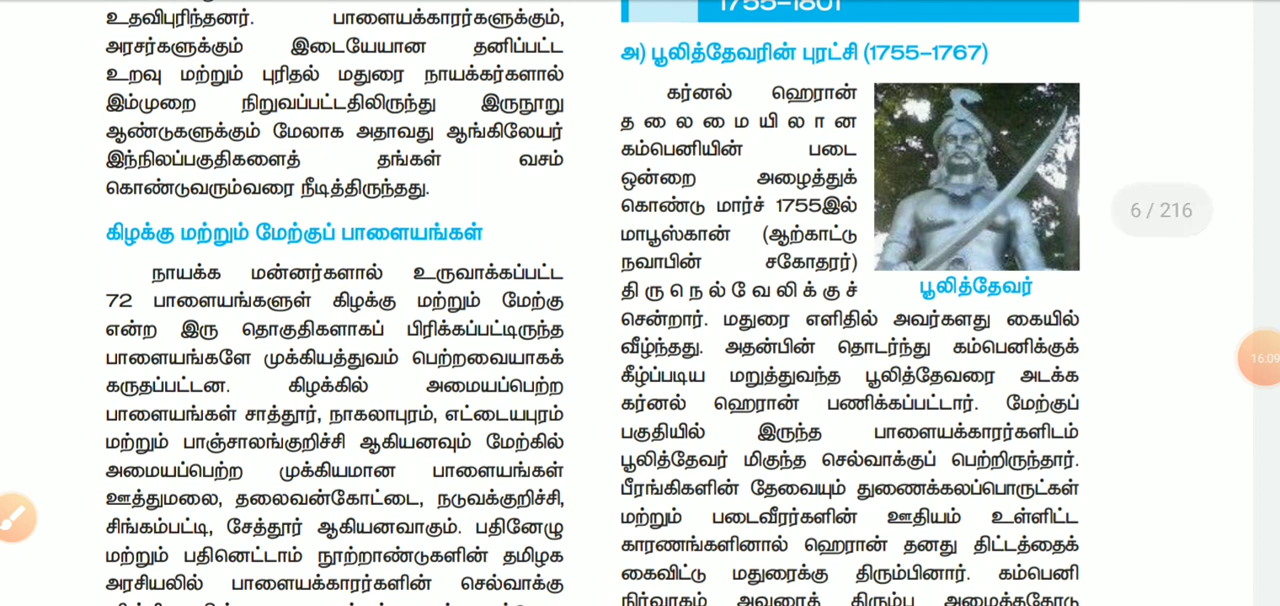 உதவிபுரிந்தனர். பாளையக்காரர்களுக்கும்,
அரசர்களுக்கும் இடையேயான தனிப்பட்ட
உறவு மற்றும் புரிதல் மதுரை நாயக்கர்களால்
இம்முறை நிறுவப்பட்டதிலிருந்து இருநூறு
ஆண்டுகளுக்கும் மேலாக அதாவது ஆங்கிலேயர்
இந்நிலப்பகுதிகளைத் தங்கள் வசம்
கொண்டுவரும்வரை நீடித்திருந்தது.
கிழக்கு மற்றும் மேற்குப் பாளையங்கள்
நாயக்க மன்னர்களால் உருவாக்கப்பட்ட
72 பாளையங்களுள் கிழக்கு மற்றும் மேற்கு
என்ற இரு தொகுதிகளாகப் பிரிக்கப்பட்டிருந்த
பாளையங்களே முக்கியத்துவம் பெற்றவையாகக்
கருதப்பட்டன. கிழக்கில் அமையப்பெற்ற
பாளையங்கள் சாத்தூர், நாகலாபுரம், எட்டையபுரம்
மற்றும் பாஞ்சாலங்குறிச்சி ஆகியனவும் மேற்கில்
அமையப்பெற்ற முக்கியமான பாளையங்கள்
ஊத்துமலை, தலைவன்கோட்டை, நடுவக்குறிச்சி,
சிங்கம்பட்டி, சேத்தூர் ஆகியனவாகும். பதினேழு
மற்றும் பதினெட்டாம் நூற்றாண்டுகளின் தமிழக
அரசியலில் பாளையக்காரர்களின் செல்வாக்கு
1755–1801
அ) பூலித்தேவரின் புரட்சி (1755–1767)
கர்னல் ஹெரான்
தலைமையிலான
கம்பெனியின் படை
ஒன்றை அழைத்துக்
கொண்டு மார்ச் 1755இல்
மாபூஸ்கான் (ஆற்காட்டு
நவாபின் சகோதரர்)
திருநெல்வேலிக்குச்
பூலித்தேவர்
சென்றார். மதுரை எளிதில் அவர்களது கையில்
வீழ்ந்தது. அதன்பின் தொடர்ந்து கம்பெனிக்குக்
கீழ்ப்படிய மறுத்துவந்த பூலித்தேவரை அடக்க
கர்னல் ஹெரான் பணிக்கப்பட்டார். மேற்குப்
பகுதியில் இருந்த பாளையக்காரர்களிடம்
பூலித்தேவர் மிகுந்த செல்வாக்குப் பெற்றிருந்தார்.
பீரங்கிகளின் தேவையும் துணைக்கலப்பொருட்கள்
மற்றும் படைவீரர்களின் ஊதியம் உள்ளிட்ட
காரணங்களினால் ஹெரான் தனது திட்டத்தைக்
கைவிட்டு மதுரைக்கு திரும்பினார். கம்பெனி
நிர்வாகம் அவரைத் திரும்ப அழைத்ததோடு
6 / 216
16:09